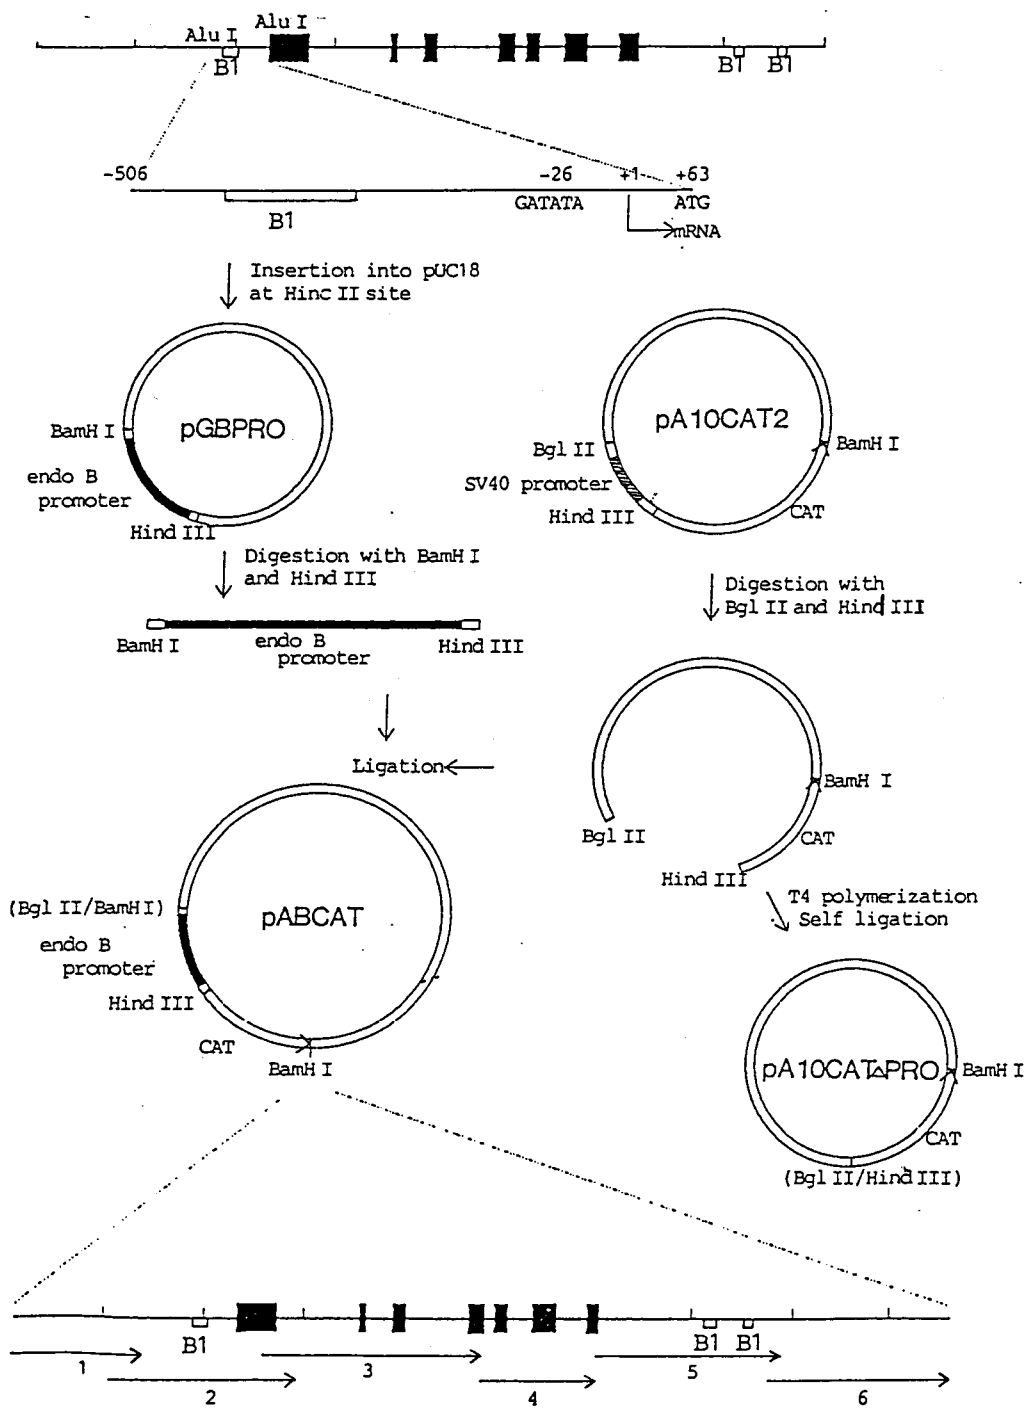 Alu I
Alu I
B1
B1
B1
-506
-26
+1
+63
GATATA
ATG
B1
mRNA
Insertion into pUC18
at Hinc II site
pGBPRO
BamH I
endo B
promoter
Hind III
pA10CAT2
Bgl II
BamH I
SV40 promoter
Hind III
CAT
Digestion with BamH I
and Hind III
Digestion with
Bgl II and Hind III
BamH I
endo B
promoter
Hind III
Ligation
BamH I
Bgl II
CAT
Hind III
T4 polymerization
Self ligation
(Bgl II/BamH I)
pABCAT
endo B
promoter
Hind III
CAT
BamH I
pA10CAT△PRO
BamH I
CAT
(Bgl II/Hind III)
B1
B1
B1
1
2
3
4
5
6